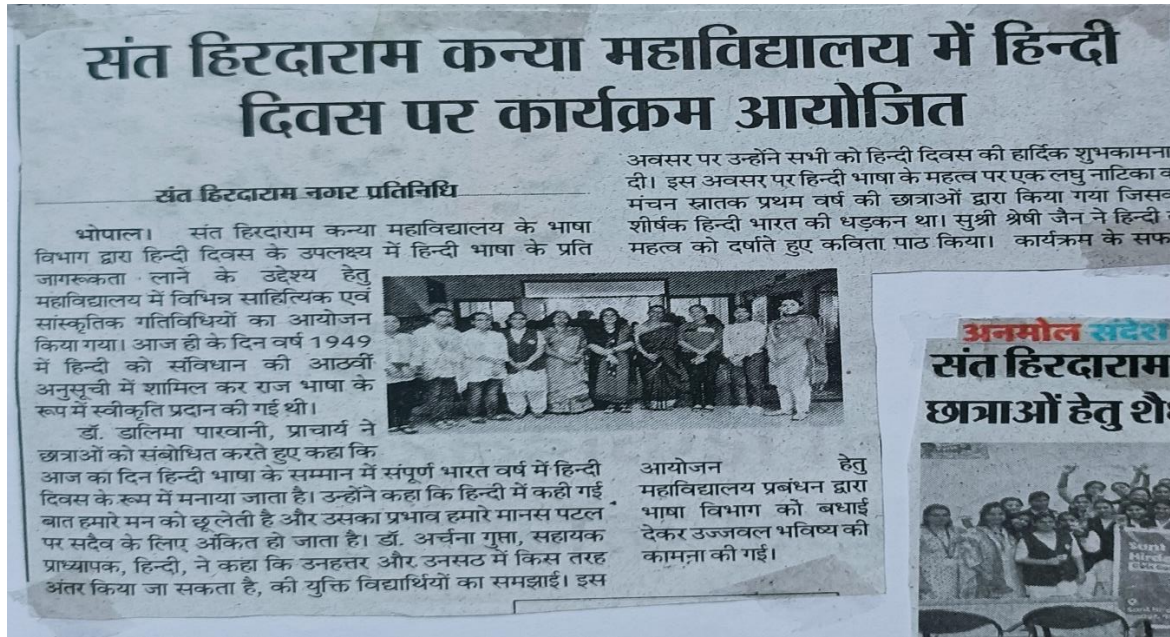 संत हिरदाराम कन्या महाविद्यालय में हिन्दी
दिवस पर कार्यक्रम आयोजित
संत हिरदाराम नगर प्रतिनिधि
भोपाल। संत हिरदाराम कन्या महाविद्यालय के भाषा
विभाग द्वारा हिन्दी दिवस के उपलक्ष्य में हिन्दी भाषा के प्रति
जागरूकता लाने के उद्देश्य हेतु
महाविद्यालय में विभिन्न साहित्यिक एवं
सांस्कृतिक गतिविधियों का आयोजन
किया गया। आज ही के दिन वर्ष 1949
में हिन्दी को संविधान की आठवीं
अनुसूची में शामिल कर राज भाषा के
रूप में स्वीकृति प्रदान की गई थी।
डॉ. डालिमा पारवानी, प्राचार्य ने
छात्राओं को संबोधित करते हुए कहा कि
आज का दिन हिन्दी भाषा के सम्मान में संपूर्ण भारत वर्ष में हिन्दी
दिवस के रूप में मनाया जाता है। उन्होंने कहा कि हिन्दी में कही गई
बात हमारे मन को छू लेती है और उसका प्रभाव हमारे मानस पटल
पर सदैव के लिए अंकित हो जाता है। डॉ. अर्चना गुप्ता, सहायक
प्राध्यापक, हिन्दी, ने कहा कि उनहत्तर और उनसठ में किस तरह
अंतर किया जा सकता है, की युक्ति विद्यार्थियों का समझाई। इस
अवसर पर उन्होंने सभी को हिन्दी दिवस की हार्दिक शुभकामना
दी। इस अवसर पर हिन्दी भाषा के महत्व पर एक लघु नाटिका
मंचन स्नातक प्रथम वर्ष की छात्राओं द्वारा किया गया
शीर्षक हिन्दी भारत की धड़कन था। सुश्री श्रेषी जैन ने हिन्दी
महत्व को दर्षाते हुए कविता पाठ किया। कार्यक्रम के सफ
आयोजन हेतु
महाविद्यालय प्रबंधन द्वारा
भाषा विभाग को बधाई
देकर उज्जवल भविष्य की
कामना की गई।
अनमोल संदेश
संत हिरदाराम
छात्राओं हेतु
Sant
Hird
Girls